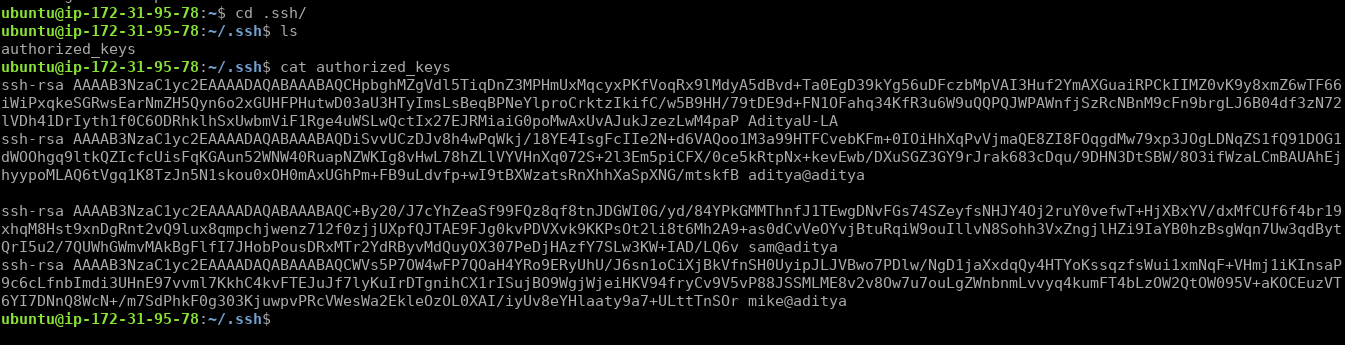 ubuntu@ip-172-31-95-78:~$ cd .ssh/
ubuntu@ip-172-31-95-78:~/.ssh$ ls
authorized_keys
ubuntu@ip-172-31-95-78:~/.ssh$ cat authorized_keys
ssh-rsa AAAAB3NzaC1yc2EAAAADAQABAAABAQCHpbghMZgVdl5TiqDnZ3MPHmUxMqcyxPKfVoqRx9lMdyA5dBvd+Ta0EgD39kYg56uDFczbMpVAI3Huf2YmAXGuaiRPCkIIMZ0vK9y8xmZ6wTF66
iWiPxqkeSGRwsEarNmZH5Qyn6o2xGUHFPHutwD03aU3HTyImsLsBeqBPNeYlproCrktzIkifC/w5B9HH/79tDE9d+FN1OFahq34KfR3u6W9uQQPQJWPAWnfjSzRcNBnM9cFn9brgLJ6B04df3zN72
lVDh41DrIyth1f0C6ODRhklhSxUwbmViF1Rge4uWSLwQctIx27EJRMiaiG0poMwAxUvAJukJzezLwM4paP AdityaU-LA
ssh-rsa AAAAB3NzaC1yc2EAAAADAQABAAABAQDiSvvUCzDJv8h4wPqWkj/18YE4IsgFcIIe2N+d6VAQoo1M3a99HTFCvebKFm+0IOiHhXqPvVjmaQE8ZI8FOqgdMw79xp3JOgLDNqZS1fQ91DOG1
dWOOhgq9ltkQZIcfcUisFqKGAun52WNW40RuapNZWKIg8vHwL78hZLlVYVHnXq072S+2l3Em5piCFX/0ce5kRtpNx+kevEwb/DXuSGZ3GY9rJrak683cDqu/9DHN3DtSBW/8O3ifWzaLCmBAUAhEj
hyypoMLAQ6tVgq1K8TzJn5N1skou0xOH0mAxUGhPm+FB9uLdvfp+wI9tBXWzatsRnXhhXaSpXNG/mtskfB aditya@aditya
ssh-rsa AAAAB3NzaC1yc2EAAAADAQABAAABAQC+By20/J7cYhZeaSf99FQz8qf8tnJDGWI0G/yd/84YPkGMMThnfJ1TEwgDNvFGs74SZeyfsNHJY4Oj2ruY0vefwT+HjXBxYV/dxMfCUf6f4br19
xhqM8Hst9xnDgRnt2vQ9lux8qmpchjwenz712f0zjjUXpfQJTAE9FJg0kvPDVXvk9KKPsOt2li8t6Mh2A9+as0dCvVeOYvjBtuRqiW9ouIllvN8Sohh3VxZngjlHZi9IaYB0hzBsgWqn7Uw3qdByt
QrI5u2/7QUWhGWmvMAkBgFlfI7JHobPousDRxMTr2YdRByvMdQuyOX307PeDjHAzfY7SLw3KW+IAD/LQ6v sam@aditya
ssh-rsa AAAAB3NzaC1yc2EAAAADAQABAAABAQCWVs5P7OW4wFP7QOaH4YRo9ERyUhU/J6sn1oCiXjBkVfnSH0UyipJLJVBwo7PDlw/NgD1jaXxdqQy4HTYoKssqzfsWui1xmNqF+VHmj1iKInsaP
9c6cLfnbImdi3UHnE97vvml7KkhC4kvFTEJuJf7lyKuIrDTgnihCX1rISujBO9WgjWjeiHKV94fryCv9V5vP88JSSMLME8v2v8Ow7u7ouLgZWnbnmLvvyq4kumFT4bLzOW2QtOW095V+aKOCEuzVT
6YI7DNnQ8WcN+/m7SdPhkF0g303KjuwpvPRcVWesWa2EkleOzOL0XAI/iyUv8eYHlaaty9a7+ULttTnSOr mike@aditya
ubuntu@ip-172-31-95-78:~/.ssh$